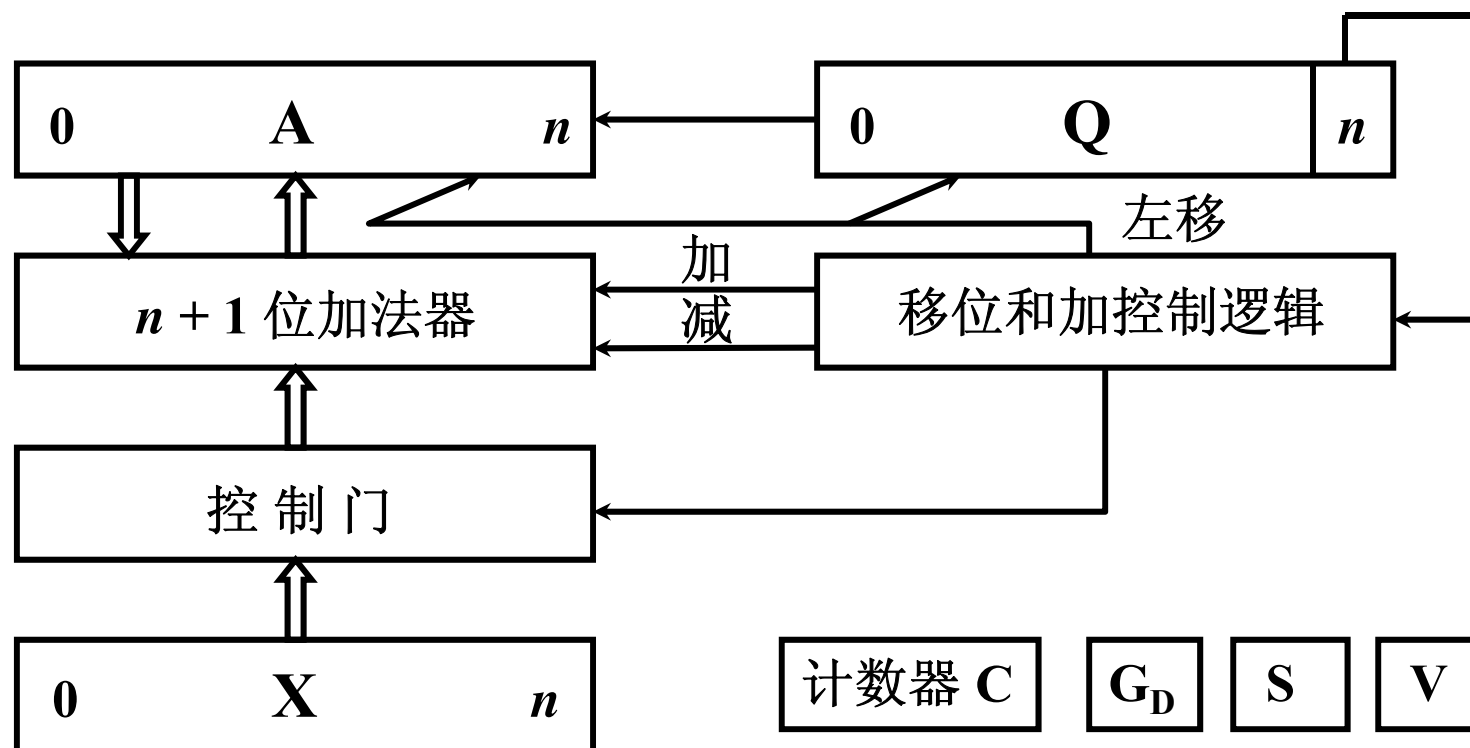 0 A n 0 Q n
左移
加
n + 1 位加法器 减 移位和加控制逻辑
控 制 门
0 X n 计数器 C G_D S V